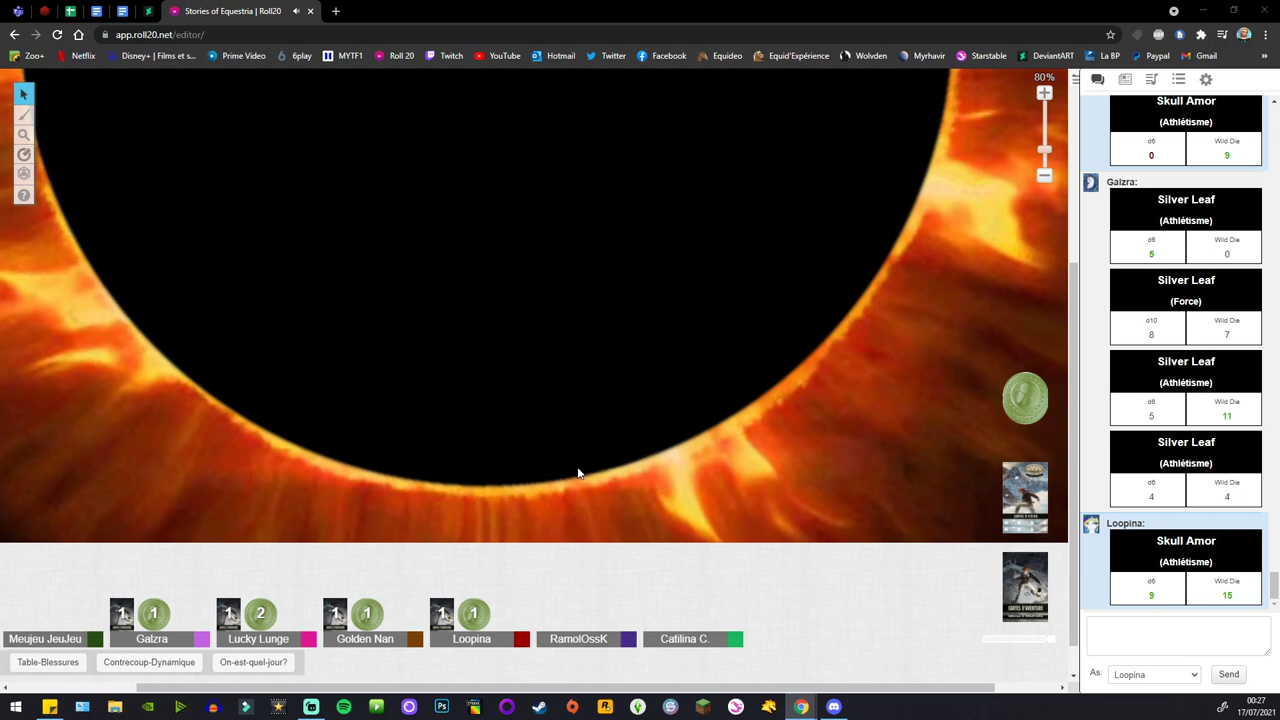 Stories of Equestria | Roll20
app.roll20.net/editor/
Zoo+
Netflix
Disney+ | Films et s...
Prime Video
6play
MYTF1
Roll 20
Twitch
YouTube
Hotmail
Twitter
Facebook
Equideo
Equid'Expérience
Wolvden
Myrhavir
Starstable
DeviantART
La BP
Paypal
Gmail
80%
Skull Amor
(Athlétisme)
d6 Wild Die
0 9
Galzra:
Silver Leaf
(Athlétisme)
d6 Wild Die
5 0
Silver Leaf
(Force)
d10 Wild Die
8 7
Silver Leaf
(Athlétisme)
d6 Wild Die
5 11
Silver Leaf
(Athlétisme)
d6 Wild Die
4 4
Loopina:
Skull Amor
(Athlétisme)
d6 Wild Die
9 15
1 1 1 2 1 1 1 1
Meujeu JeuJeu
Galzra
Lucky Lunge
Golden Nan
Loopina
RamolOssK
Catilina C.
Table-Blessures
Contrecoup-Dynamique
On-est-quel-jour?
As: Loopina Send
00:27
17/07/2021